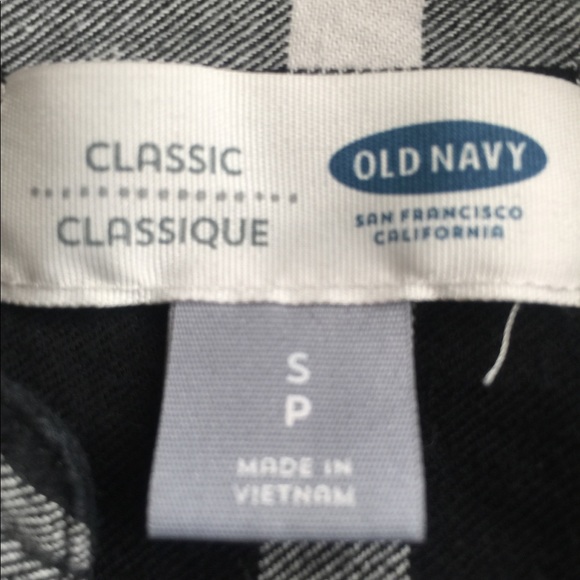 CLASSIC
CLASSIQUE
OLD NAVY
SAN FRANCISCO
CALIFORNIA
S
P
MADE IN
VIETNAM